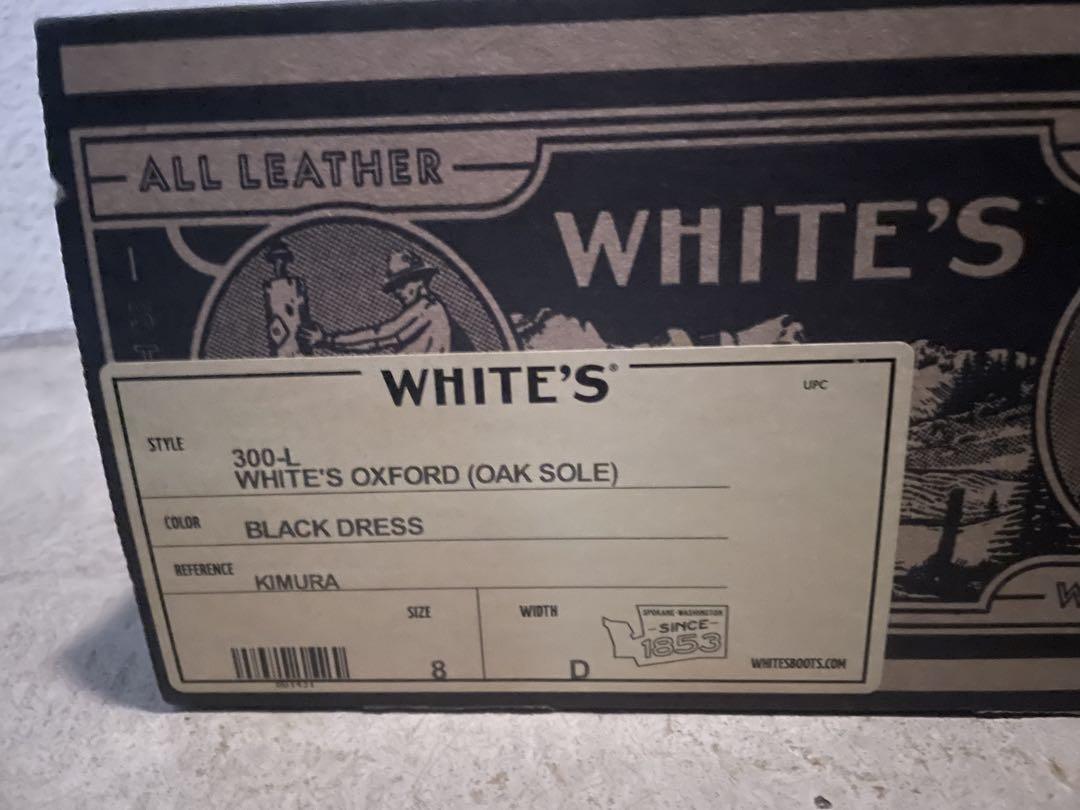 ALL LEATHER
WHITE'S
WHITE'S®
UPC
STYLE
300-L
WHITE'S OXFORD (OAK SOLE)
COLOR
BLACK DRESS
REFERENCE
KIMURA
SIZE
8
WIDTH
D
SPOKANE-WASHINGTON
-SINCE-
1853
WHITESBOOTS.COM
W